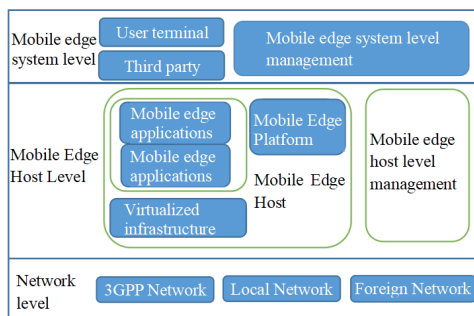 Mobile edge
system level
User terminal
Third party
Mobile edge system level
management
Mobile Edge
Host Level
Mobile edge
applications
Mobile edge
applications
Virtualized
infrastructure
Mobile Edge
Platform
Mobile Edge
Host
Mobile edge
host level
management
Network
level
3GPP Network
Local Network
Foreign Network